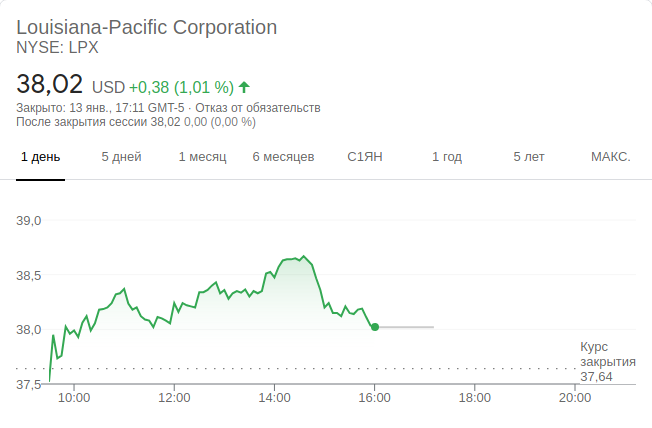 Louisiana-Pacific Corporation
NYSE: LPX
38,02 USD +0,38 (1,01 %)
Закрыто: 13 янв., 17:11 GMT-5 · Отказ от обязательств
После закрытия сессии 38,02 0,00 (0,00 %)
1 день 5 дней 1 месяц 6 месяцев С1ЯН 1 год 5 лет МАКС.
39,0
38,5
38,0
Курс
закрытия
37,64
37,5
10:00 12:00 14:00 16:00 18:00 20:00